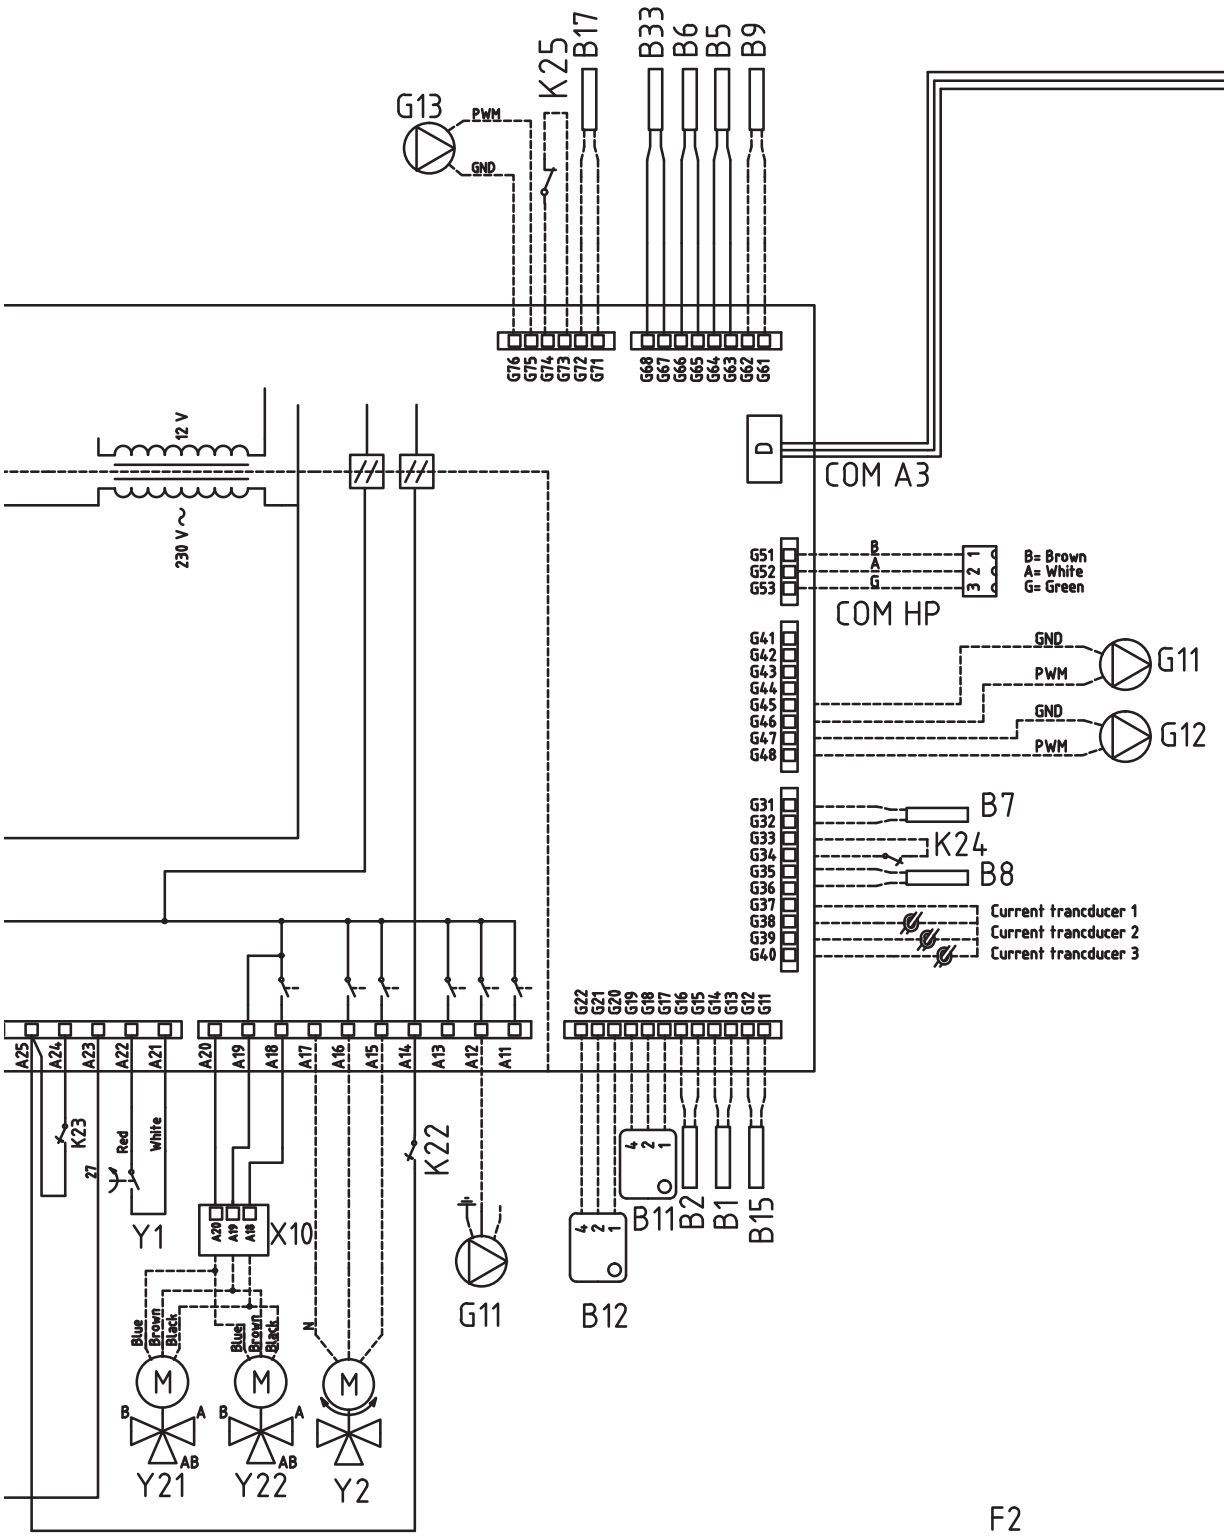 B17
B33
B6
B5
B9
K25
G13
PWM
GND
G76
G75
G74
G73
G72
G71
G68
G67
G66
G65
G64
G63
G62
G61
12 V
230 V ~
D
COM A3
G51
G52
G53
B
A
G
1
2
3
B= Brown
A= White
G= Green
COM HP
G41
G42
G43
G44
G45
G46
G47
G48
GND
PWM
G11
GND
PWM
G12
G31
G32
G33
G34
G35
G36
G37
G38
G39
G40
B7
K24
B8
Current trancducer 1
Current trancducer 2
Current trancducer 3
G22
G21
G20
G19
G18
G17
G16
G15
G14
G13
G12
G11
A25
A24
A23
A22
A21
A20
A19
A18
A17
A16
A15
A14
A13
A12
A11
K23
27
Red
White
Y1
K22
A20
A19
A18
X10
4
2
1
B11
B2
B1
B15
4
2
1
B12
G11
Blue
Brown
Black
Blue
Brown
Black
N
M
M
M
B
A
AB
B
A
AB
Y21
Y22
Y2
F2